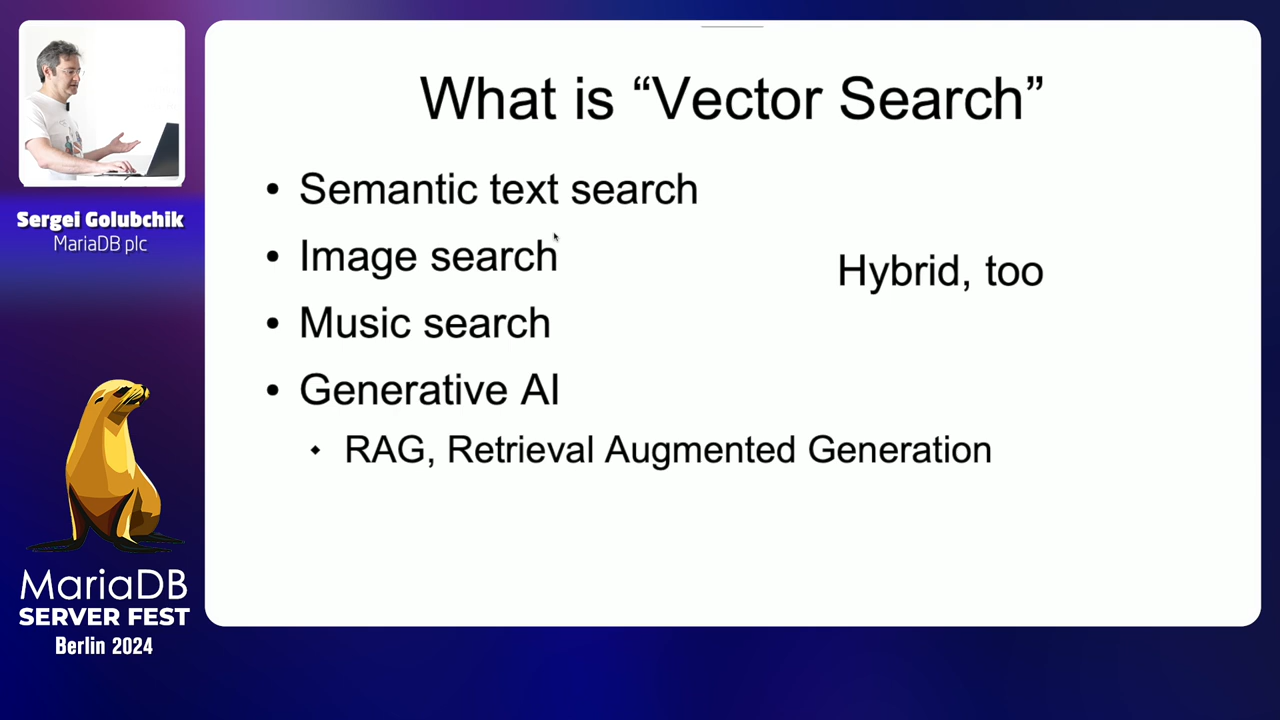 Sergei Golubchik
MariaDB plc
MariaDB
SERVER FEST
Berlin 2024
What is “Vector Search”
• Semantic text search
• Image search
• Music search
• Generative AI
RAG, Retrieval Augmented Generation
Hybrid, too